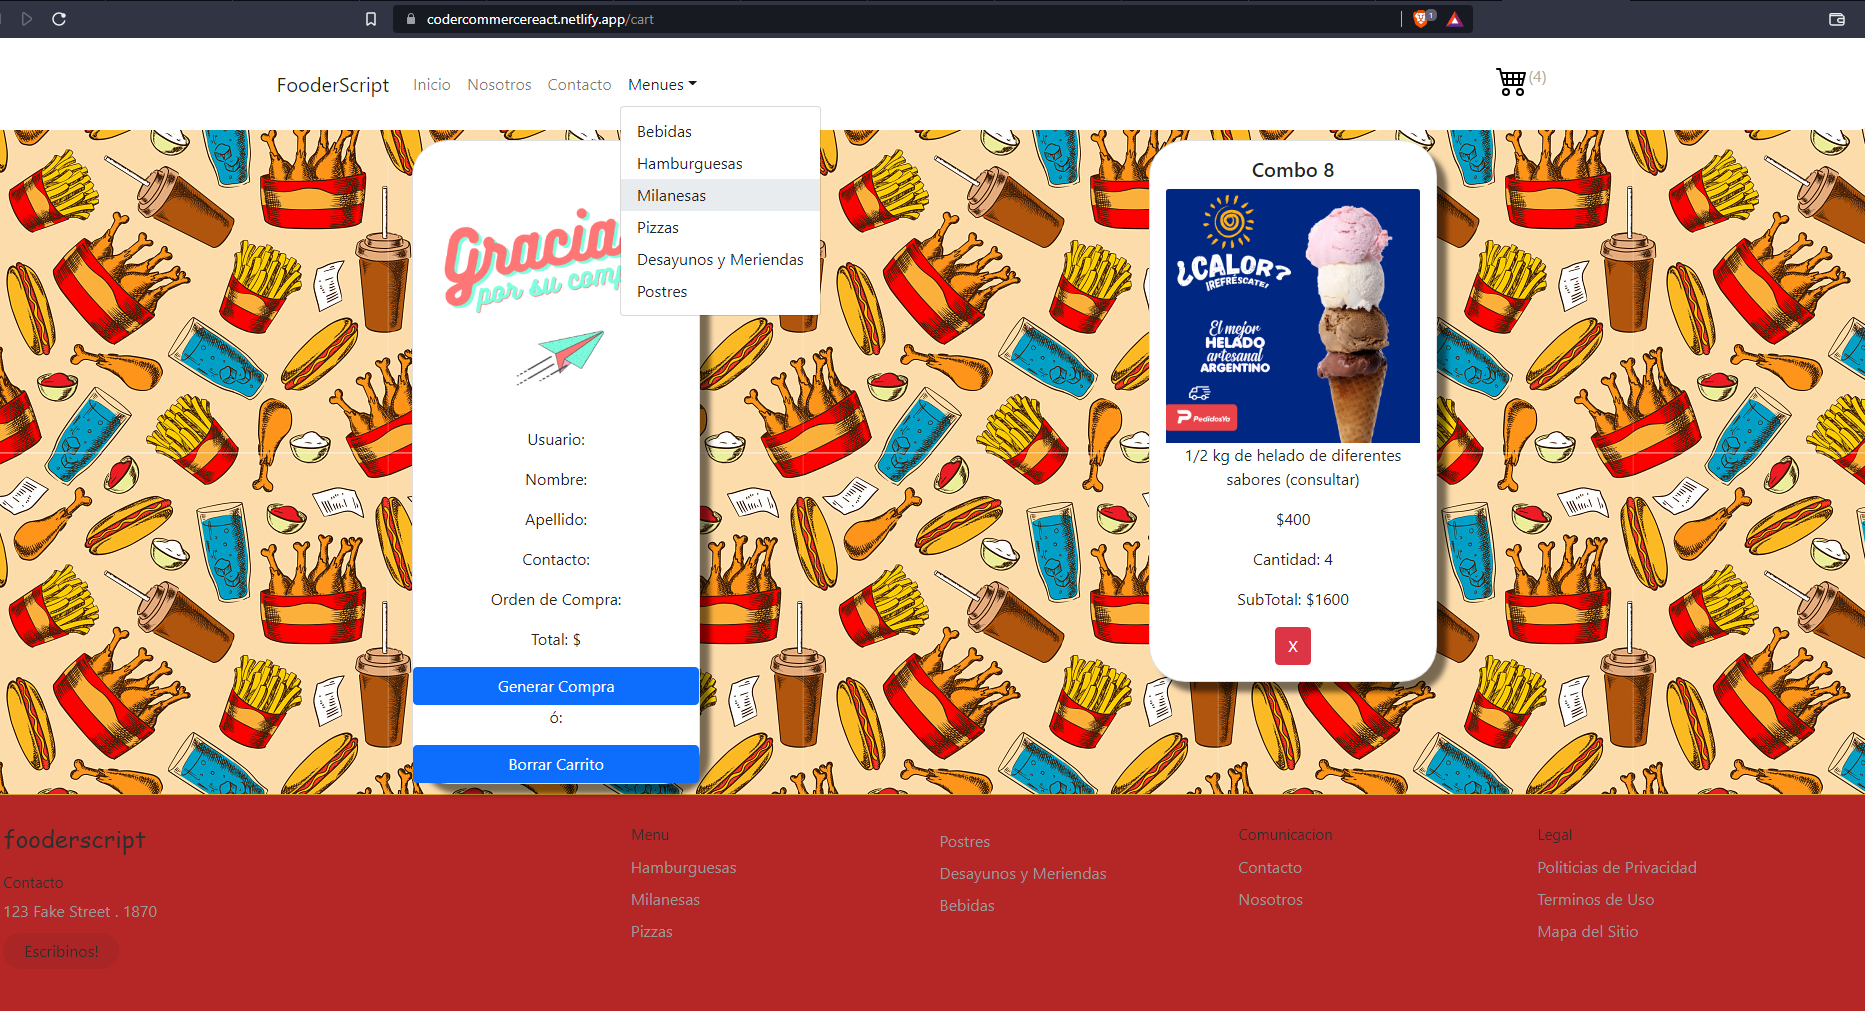 codercommercereact.netlify.app/cart
1
FooderScript
Inicio
Nosotros
Contacto
Menues
(4)
Bebidas
Hamburguesas
Milanesas
Pizzas
Desayunos y Meriendas
Postres
Gracia
por su comp
Usuario:
Nombre:
Apellido:
Contacto:
Orden de Compra:
Total: $
Generar Compra
ó:
Borrar Carrito
Combo 8
¿CALOR?
¡REFRÉSCATE!
El mejor
HELADO
artesanal
ARGENTINO
PedidosYa
1/2 kg de helado de diferentes
sabores (consultar)
$400
Cantidad: 4
SubTotal: $1600
X
fooderscript
Contacto
123 Fake Street . 1870
Escribinos!
Menu
Hamburguesas
Milanesas
Pizzas
Postres
Desayunos y Meriendas
Bebidas
Comunicacion
Contacto
Nosotros
Legal
Politicias de Privacidad
Terminos de Uso
Mapa del Sitio